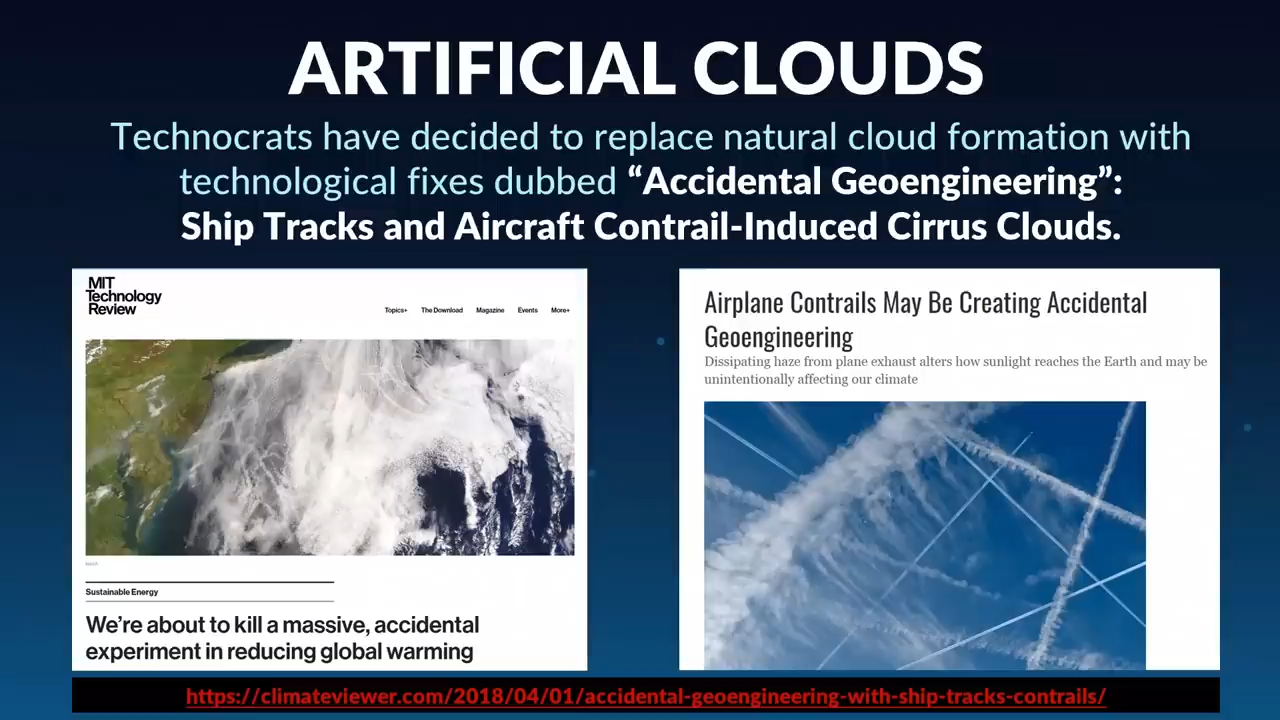 ARTIFICIAL CLOUDS
Technocrats have decided to replace natural cloud formation with
technological fixes dubbed “Accidental Geoengineering”:
Ship Tracks and Aircraft Contrail-Induced Cirrus Clouds.
MIT
Technology
Review
Topics+ The Download Magazine Events More+
NASA
Sustainable Energy
We’re about to kill a massive, accidental
experiment in reducing global warming
Airplane Contrails May Be Creating Accidental
Geoengineering
Dissipating haze from plane exhaust alters how sunlight reaches the Earth and may be
unintentionally affecting our climate
https://climateviewer.com/2018/04/01/accidental-geoengineering-with-ship-tracks-contrails/